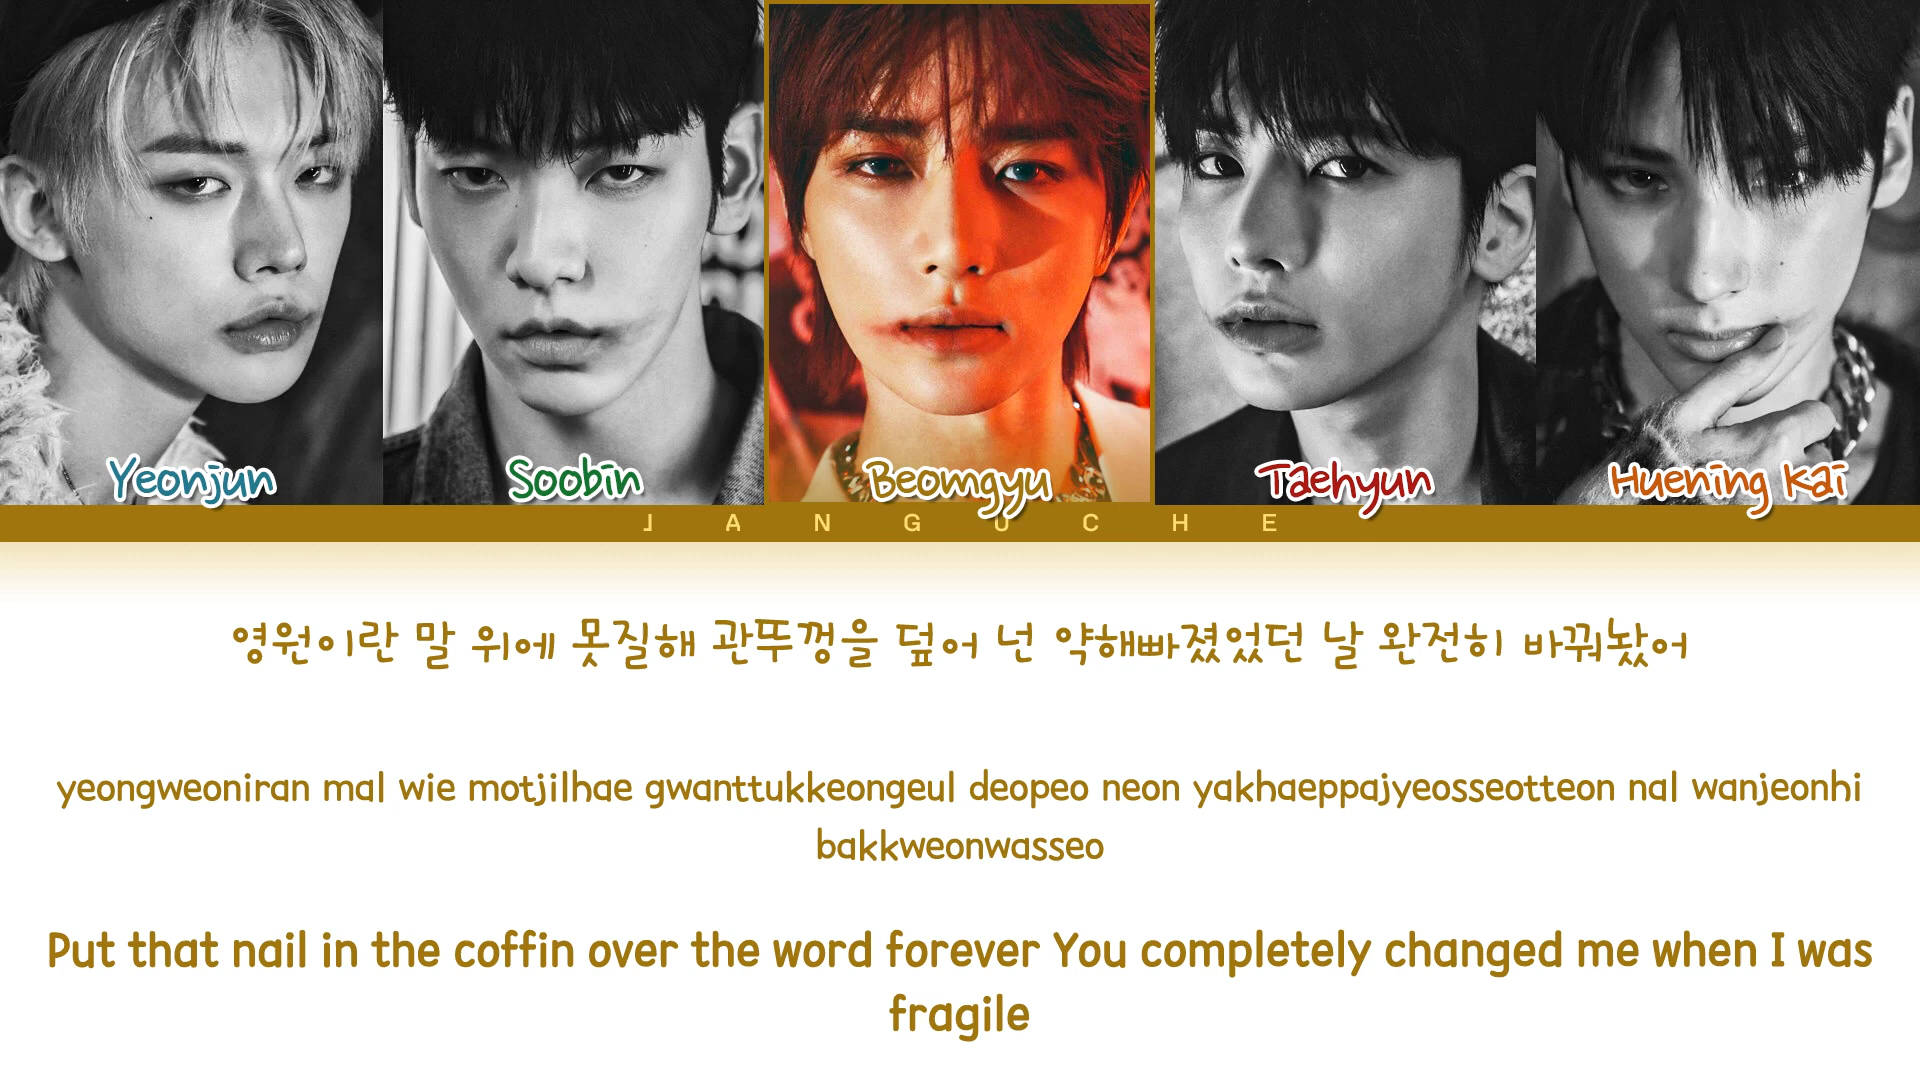 Yeonjun Soobin Beomgyu Taehyun Huening Kai
JANGUCHE
영원이란 말 위에 못질해 관뚜껑을 덮어 넌 약해빠졌었던 날 완전히 바꿔놨어
yeongweoniran mal wie motjilhae gwanttukkeongeul deopeo neon yakhaeppajyeosseotteon nal wanjeonhi
bakkweonwasseo
Put that nail in the coffin over the word forever You completely changed me when I was
fragile